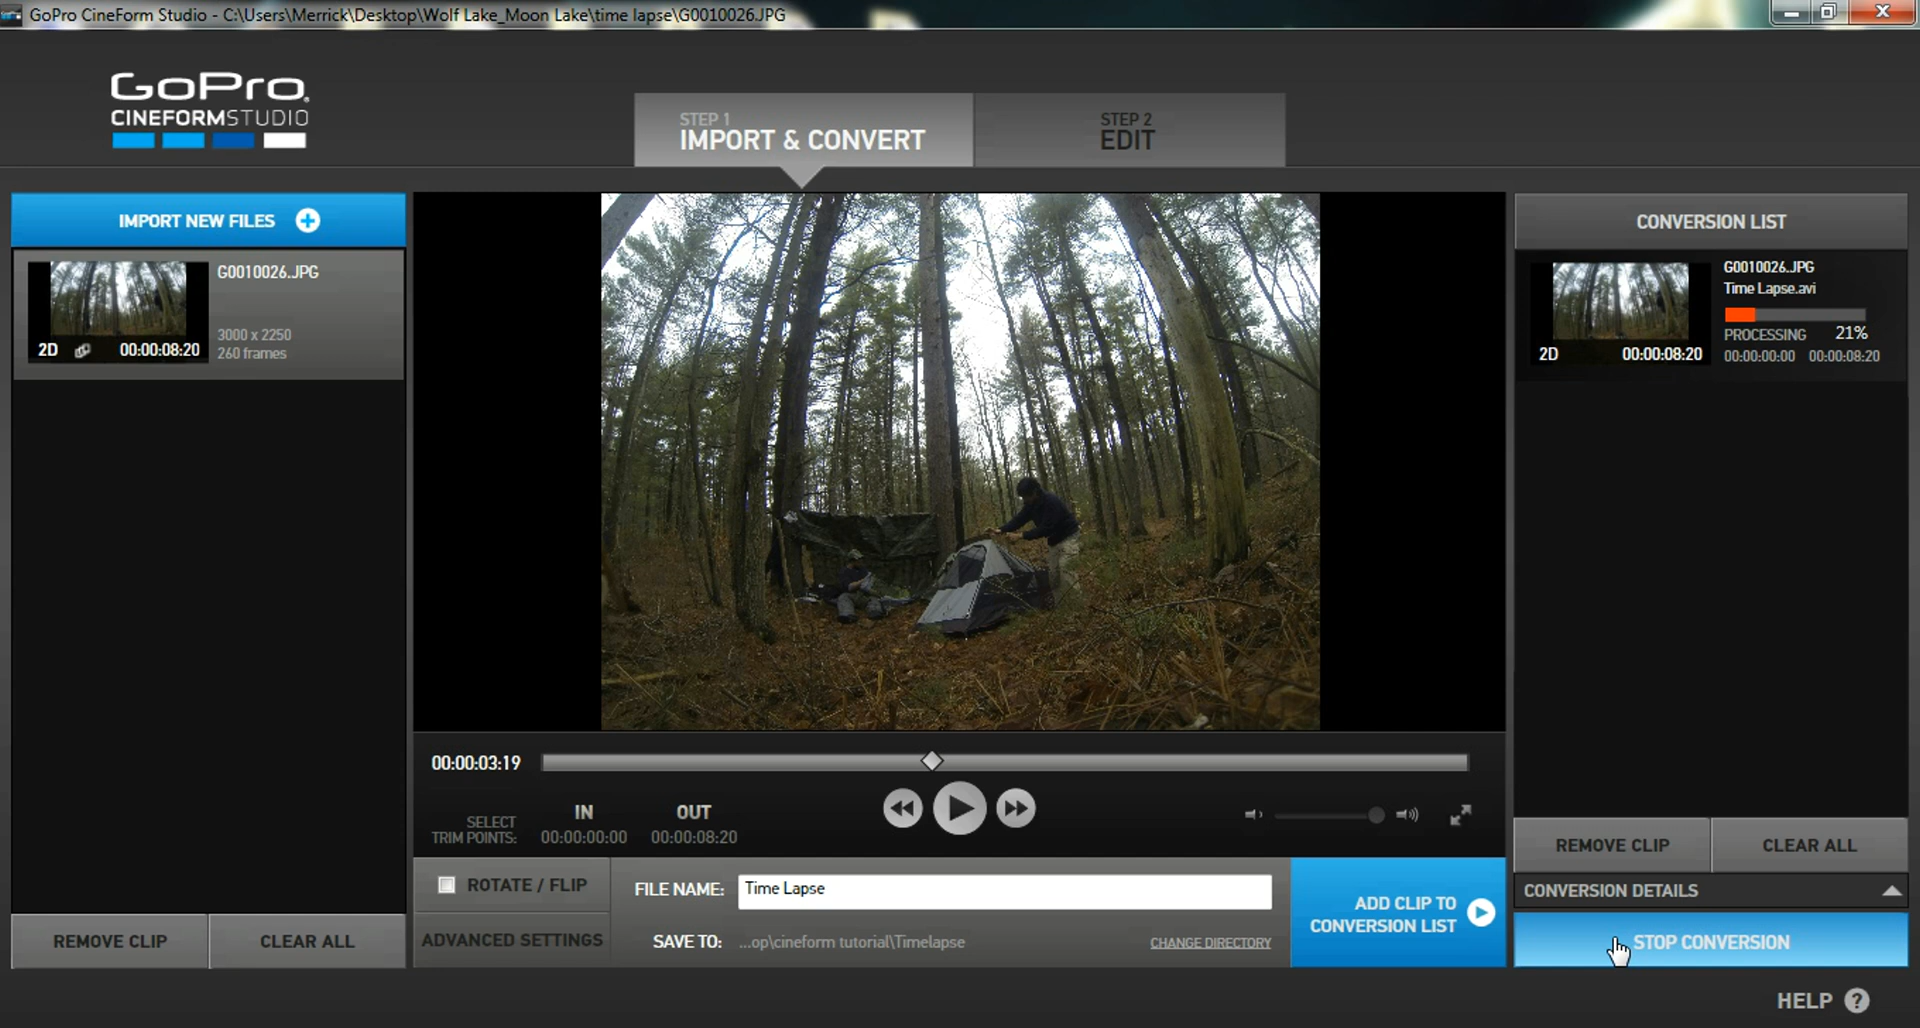 GoPro CineForm Studio - C:\Users\Merrick\Desktop\Wolf Lake_Moon Lake\time lapse\G0010026.JPG
GoPro
CINEFORMSTUDIO
STEP 1
IMPORT & CONVERT
STEP 2
EDIT
IMPORT NEW FILES
G0010026.JPG
3000 x 2250
260 frames
2D
00:00:08:20
CONVERSION LIST
G0010026.JPG
Time Lapse.avi
PROCESSING 21%
00:00:00:00 00:00:08:20
2D
00:00:08:20
00:00:03:19
SELECT
TRIM POINTS:
IN
00:00:00:00
OUT
00:00:08:20
ROTATE / FLIP
ADVANCED SETTINGS
FILE NAME: Time Lapse
SAVE TO: ...op\cineform tutorial\Timelapse
CHANGE DIRECTORY
ADD CLIP TO
CONVERSION LIST
REMOVE CLIP
CLEAR ALL
REMOVE CLIP
CLEAR ALL
CONVERSION DETAILS
STOP CONVERSION
HELP ?